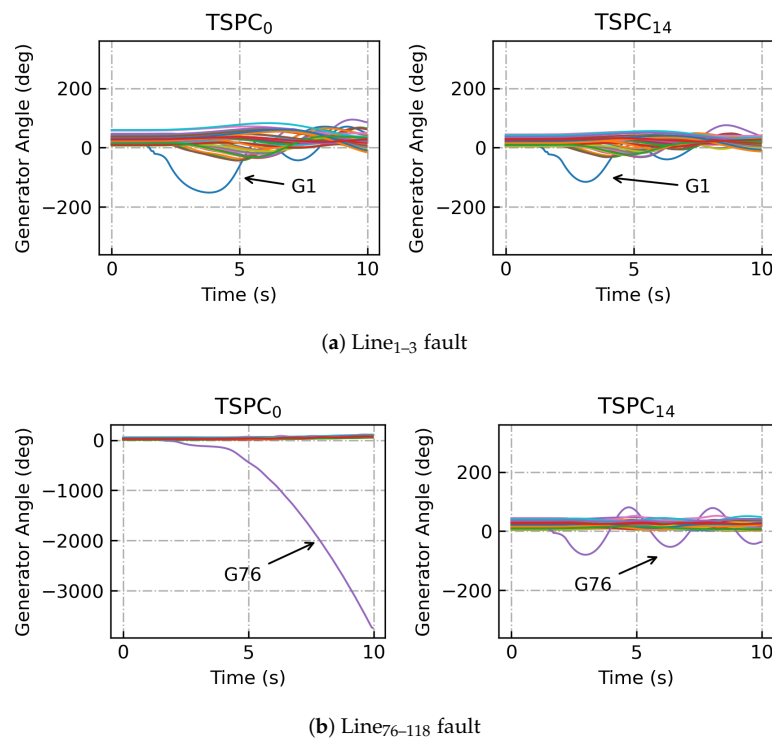 TSPC₀
TSPC₁₄
Generator Angle (deg)
200
0
−200
G1
0
5
10
Time (s)
Generator Angle (deg)
200
0
−200
G1
0
5
10
Time (s)
(a) Line₁₋₃ fault
TSPC₀
TSPC₁₄
Generator Angle (deg)
0
−1000
−2000
−3000
G76
0
5
10
Time (s)
Generator Angle (deg)
200
0
−200
G76
0
5
10
Time (s)
(b) Line₇₆₋₁₁₈ fault